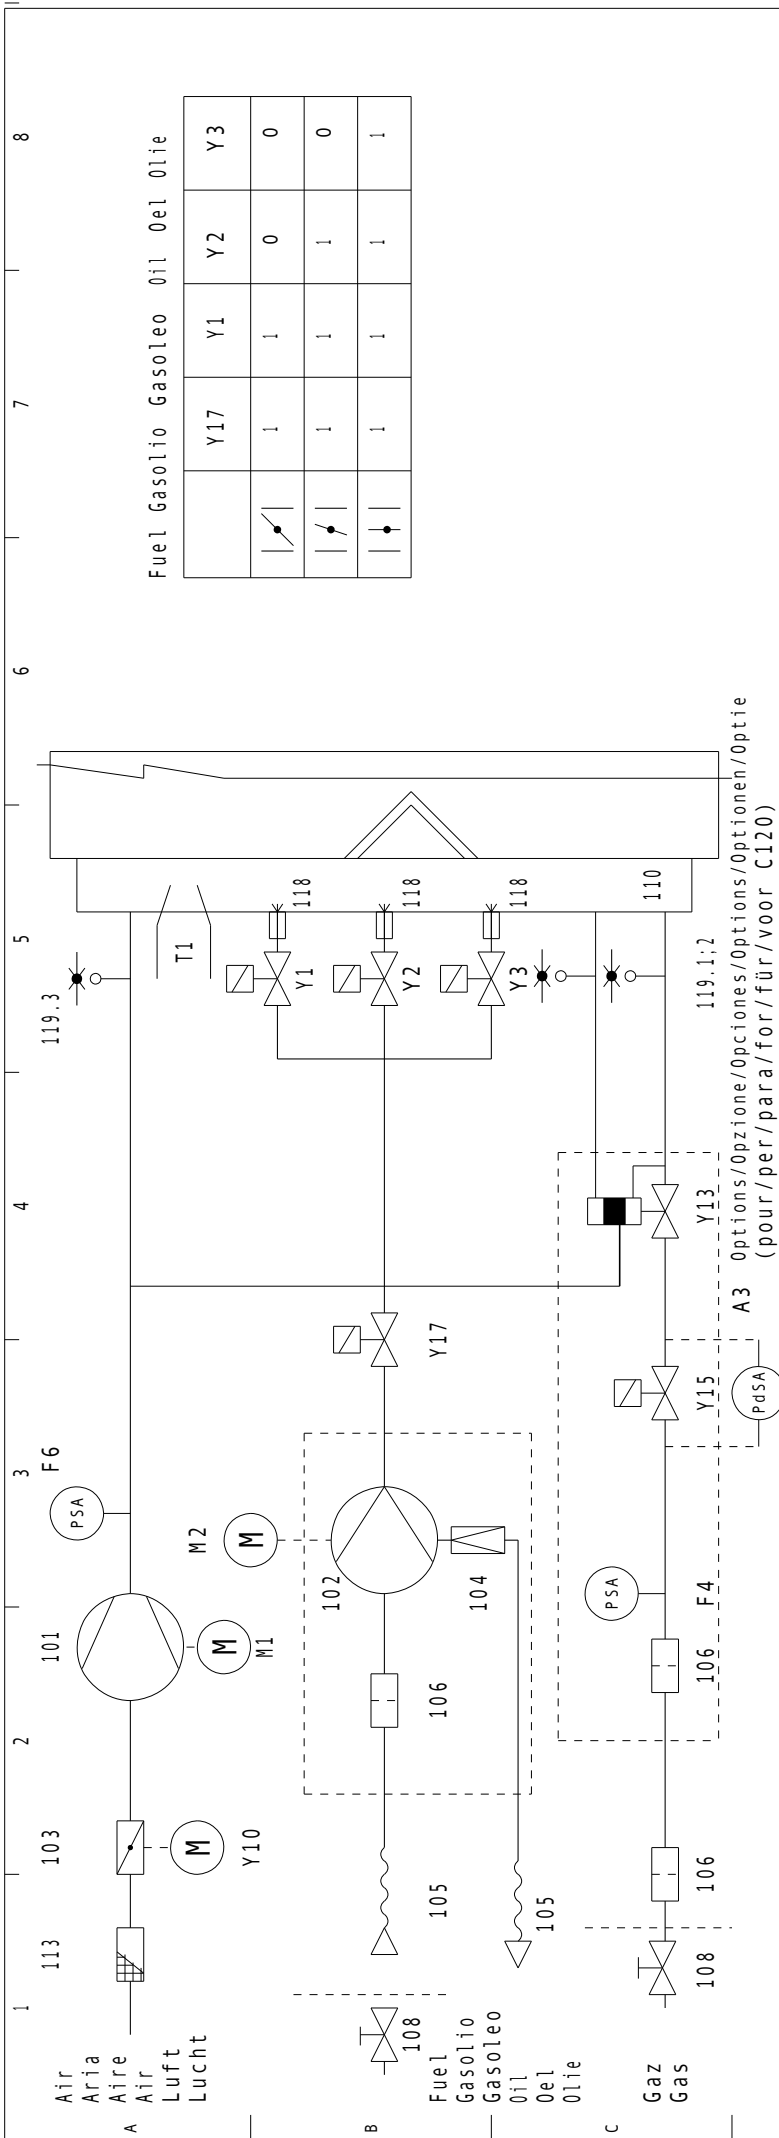 1 2 3 4 5 6 7 8
A
B
C
Air
Aria
Aire
Air
Luft
Lucht
113
103
Y10
M
101
M
M1
PSA
F6
119.3
T1
108
Fuel
Gasolio
Gasoleo
Oil
Oel
Olie
105
105
106
102
M2
M
104
Y17
Y1
Y2
Y3
118
118
118
Gaz
Gas
108
106
106
PSA
F4
Y15
PdSA
A3
Y13
119.1;2
110
Options/Opzione/Opciones/Options/Optionen/Optie
(pour/per/para/for/für/voor C120)
Fuel Gasolio Gasoleo Oil Oel Olie
Y17 Y1 Y2 Y3
1 1 0 0
1 1 1 0
1 1 1 1